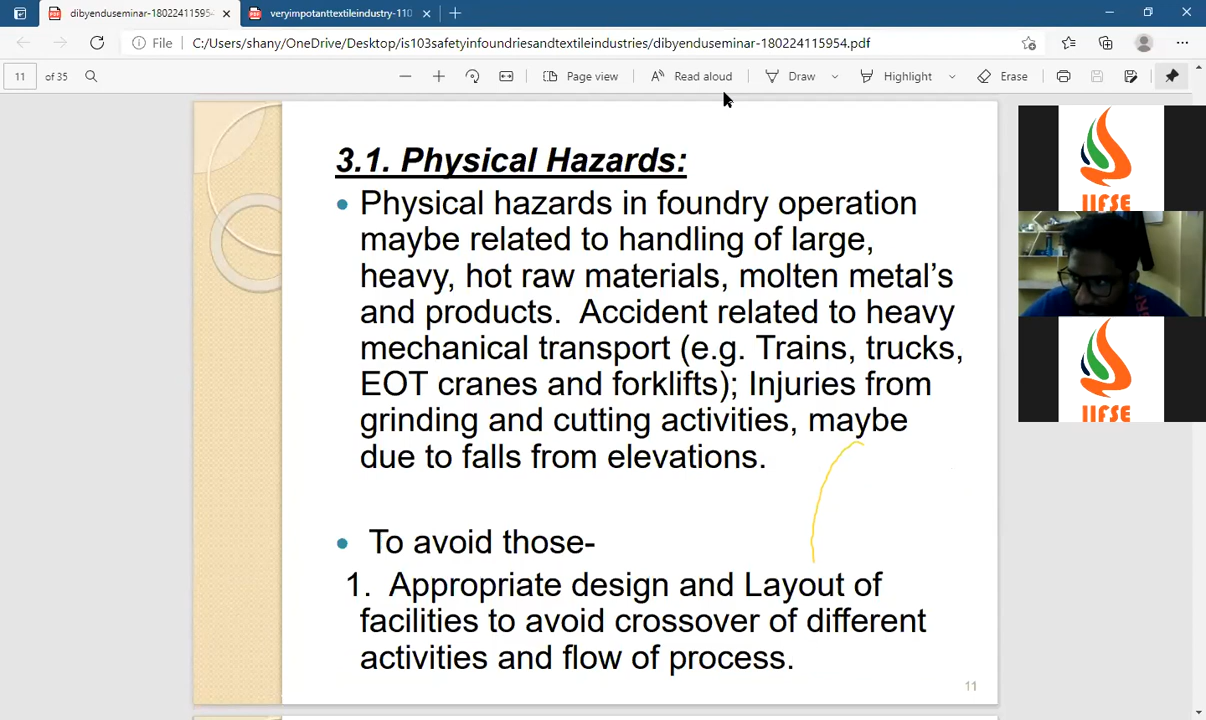 dibyenduseminar-18022411595
veryimpotanttextileindustry-110
File
C:/Users/shany/OneDrive/Desktop/is103safetyinfoundriesandtextileindustries/dibyenduseminar-180224115954.pdf
11 of 35
Page view
Read aloud
Draw
Highlight
Erase
3.1. Physical Hazards:
• Physical hazards in foundry operation
maybe related to handling of large,
heavy, hot raw materials, molten metal’s
and products. Accident related to heavy
mechanical transport (e.g. Trains, trucks,
EOT cranes and forklifts); Injuries from
grinding and cutting activities, maybe
due to falls from elevations.
• To avoid those-
1. Appropriate design and Layout of
facilities to avoid crossover of different
activities and flow of process.
11
IIFSE
IIFSE